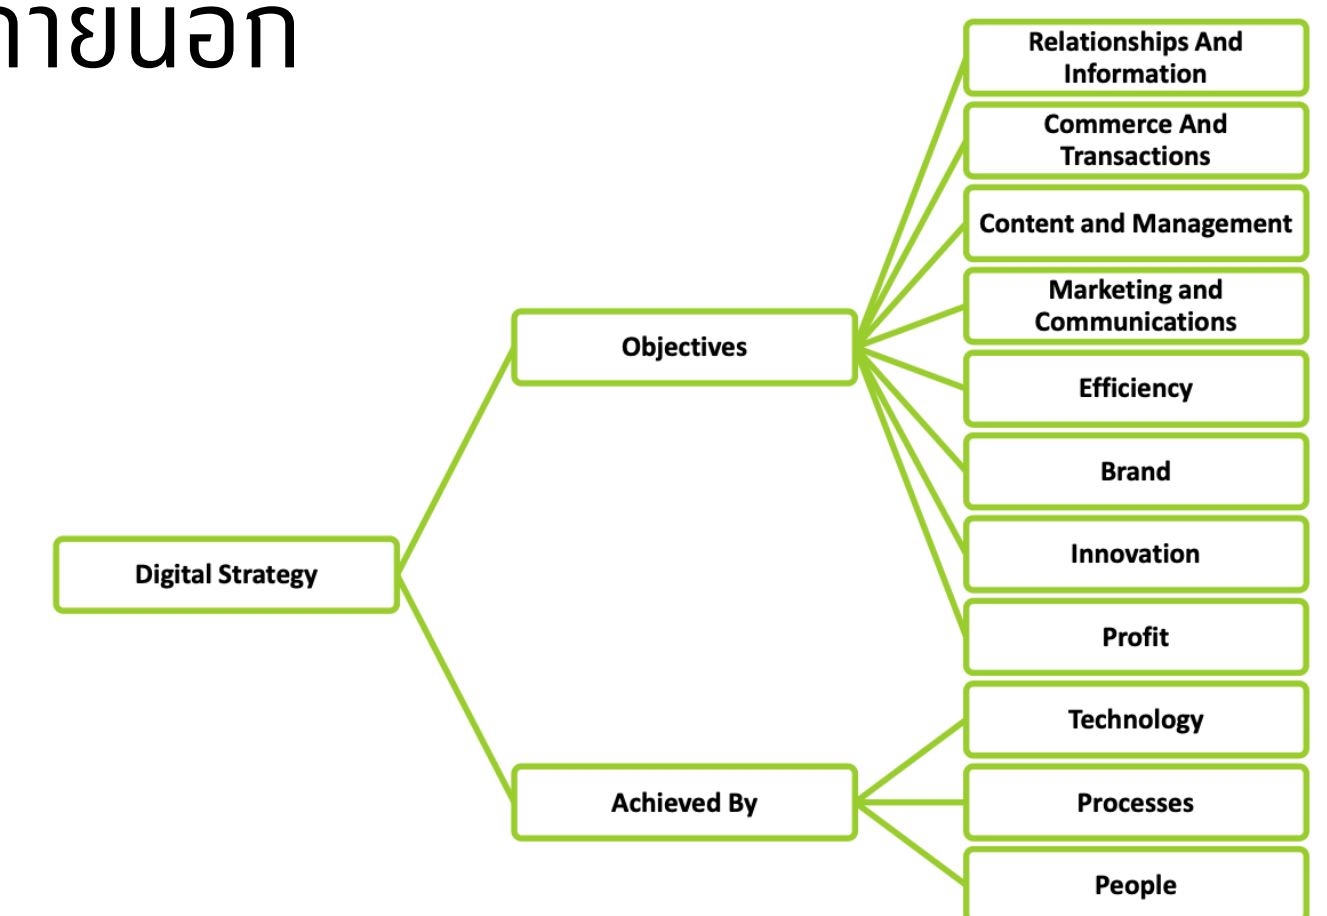 ภายนอก
Relationships And
Information
Commerce And
Transactions
Content and Management
Marketing and
Communications
Objectives
Efficiency
Brand
Innovation
Digital Strategy
Profit
Technology
Achieved By
Processes
People